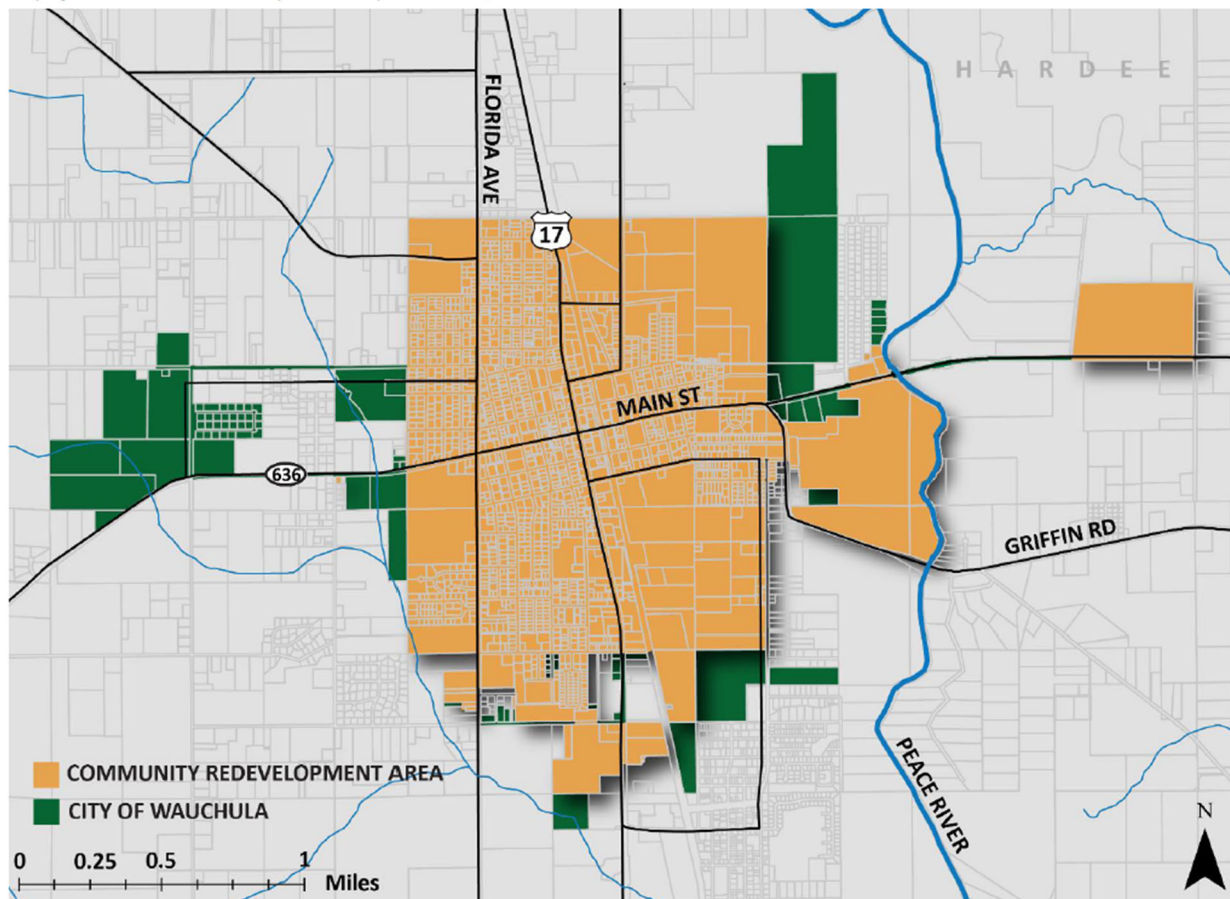 HARDEE
FLORIDA AVE
17
MAIN ST
636
GRIFFIN RD
PEACE RIVER
COMMUNITY REDEVELOPMENT AREA
CITY OF WAUCHULA
N
0 0.25 0.5 1
Miles